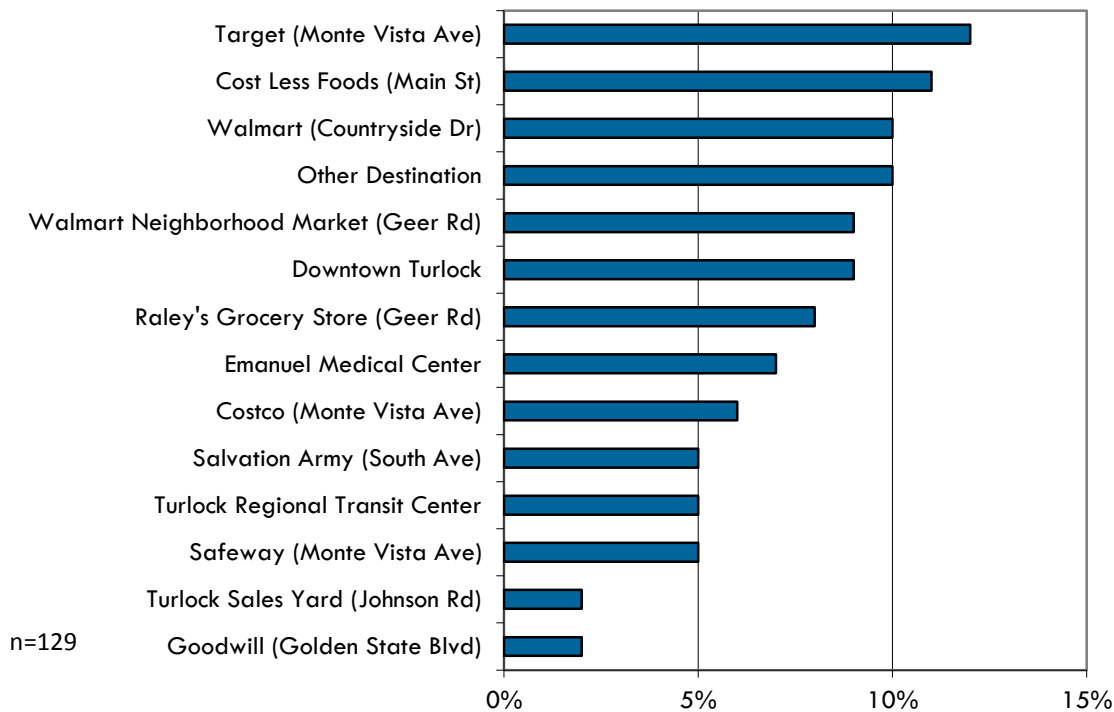 Target (Monte Vista Ave)
Cost Less Foods (Main St)
Walmart (Countryside Dr)
Other Destination
Walmart Neighborhood Market (Geer Rd)
Downtown Turlock
Raley's Grocery Store (Geer Rd)
Emanuel Medical Center
Costco (Monte Vista Ave)
Salvation Army (South Ave)
Turlock Regional Transit Center
Safeway (Monte Vista Ave)
Turlock Sales Yard (Johnson Rd)
n=129 Goodwill (Golden State Blvd)
0% 5% 10% 15%